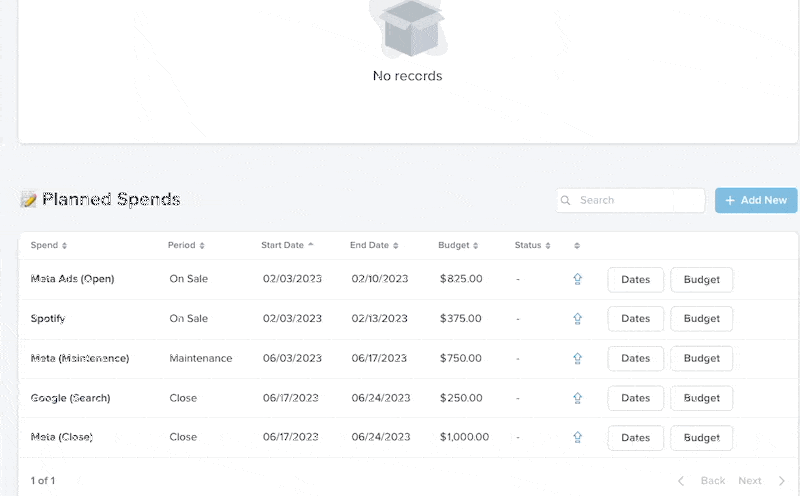 No records
Planned Spends
Search
+ Add New
Spend Period Start Date End Date Budget Status
Meta Ads (Open) On Sale 02/03/2023 02/10/2023 $825.00 - Dates Budget
Spotify On Sale 02/03/2023 02/13/2023 $375.00 - Dates Budget
Meta (Maintenance) Maintenance 06/03/2023 06/17/2023 $750.00 - Dates Budget
Google (Search) Close 06/17/2023 06/24/2023 $250.00 - Dates Budget
Meta (Close) Close 06/17/2023 06/24/2023 $1,000.00 - Dates Budget
1 of 1 Back Next